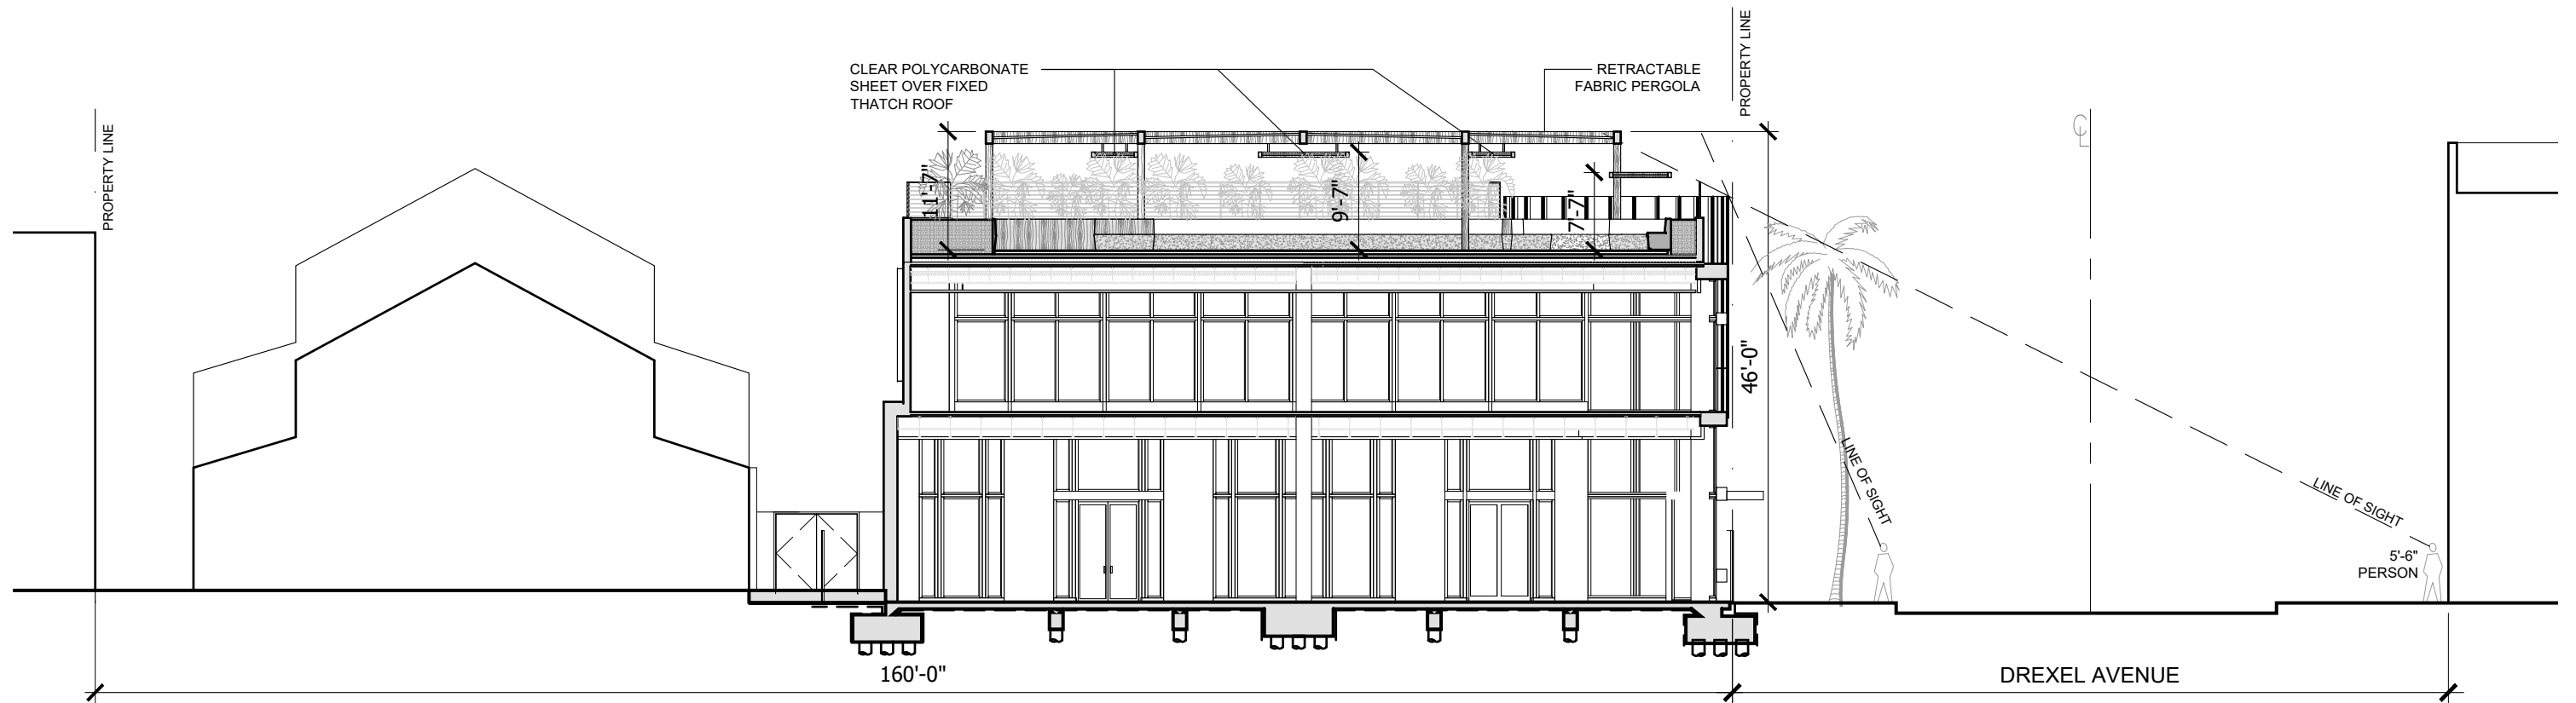 PROPERTY LINE
CLEAR POLYCARBONATE
SHEET OVER FIXED
THATCH ROOF
RETRACTABLE
FABRIC PERGOLA
PROPERTY LINE
CL
11'-7"
9'-7"
7'-7"
46'-0"
LINE OF SIGHT
LINE OF SIGHT
5'-6"
PERSON
160'-0"
DREXEL AVENUE